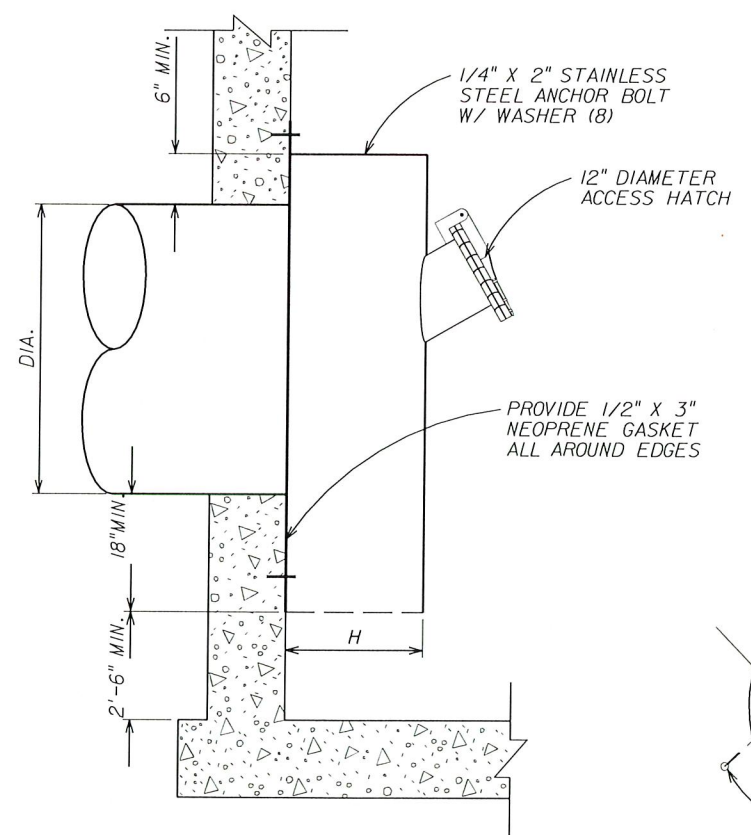 6" MIN.
1/4" X 2" STAINLESS
STEEL ANCHOR BOLT
W/ WASHER (8)
12" DIAMETER
ACCESS HATCH
DIA.
PROVIDE 1/2" X 3"
NEOPRENE GASKET
ALL AROUND EDGES
18"MIN.
H
2'-6" MIN.